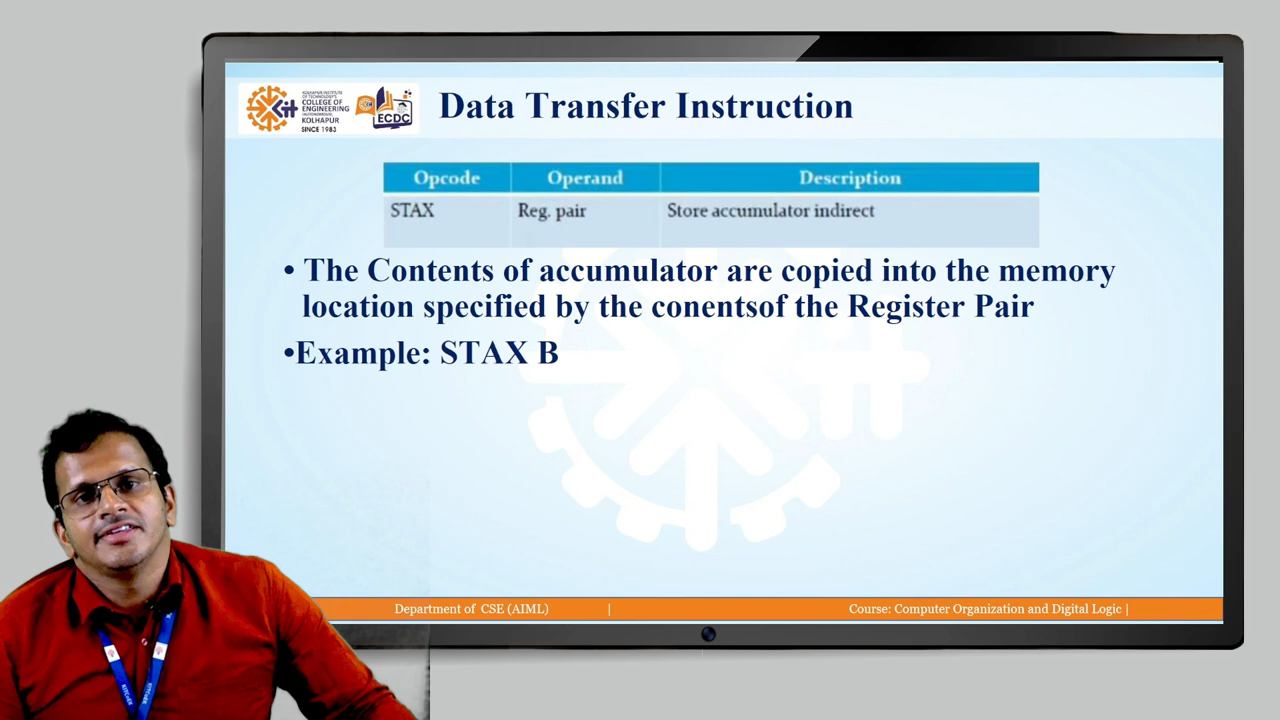 KOLHAPUR INSTITUTE
OF TECHNOLOGY'S
COLLEGE OF
ENGINEERING
(AUTONOMOUS),
KOLHAPUR
SINCE 1983
ECDC
Data Transfer Instruction
Opcode Operand Description
STAX Reg. pair Store accumulator indirect
• The Contents of accumulator are copied into the memory
location specified by the conentsof the Register Pair
•Example: STAX B
Department of CSE (AIML) | Course: Computer Organization and Digital Logic |